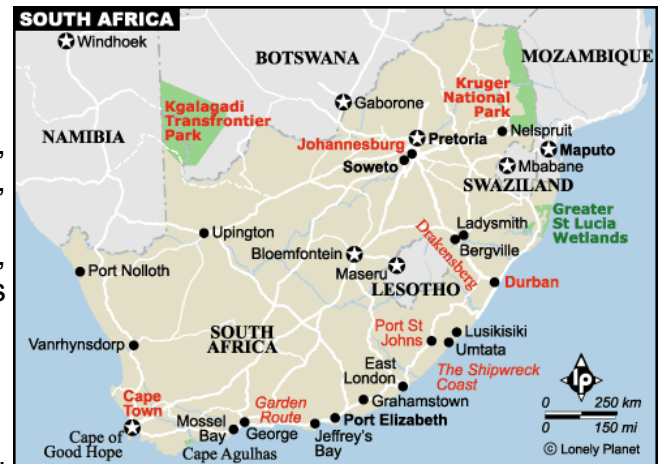 SOUTH AFRICA
Windhoek
BOTSWANA
MOZAMBIQUE
Kgalagadi
Transfrontier
Park
Gaborone
Kruger
National
Park
NAMIBIA
Johannesburg
Pretoria
Nelspruit
Soweto
Maputo
Mbabane
SWAZILAND
Greater
St Lucia
Wetlands
Upington
Ladysmith
Drakensberg
Bergville
Bloemfontein
Maseru
LESOTHO
Port Nolloth
Durban
SOUTH
AFRICA
Port St
Johns
Lusikisiki
Umtata
Vanrhynsdorp
East
London
The Shipwreck
Coast
Cape
Town
Garden
Route
Grahamstown
Mossel
Bay
George
Port Elizabeth
Jeffrey's
Bay
Cape of
Good Hope
Cape Agulhas
lp
0 250 km
0 150 mi
© Lonely Planet